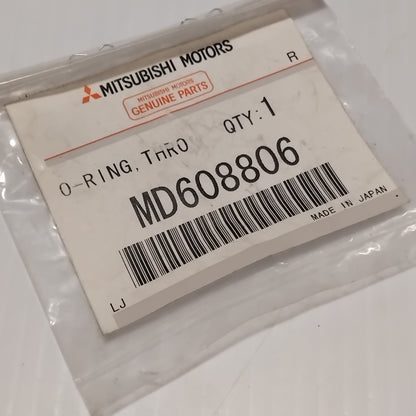 MITSUBISHI MOTORS
MITSUBISHI MOTORS
GENUINE PARTS
R
O-RING, THRO QTY:1
MD608806
MADE IN JAPAN
LJ